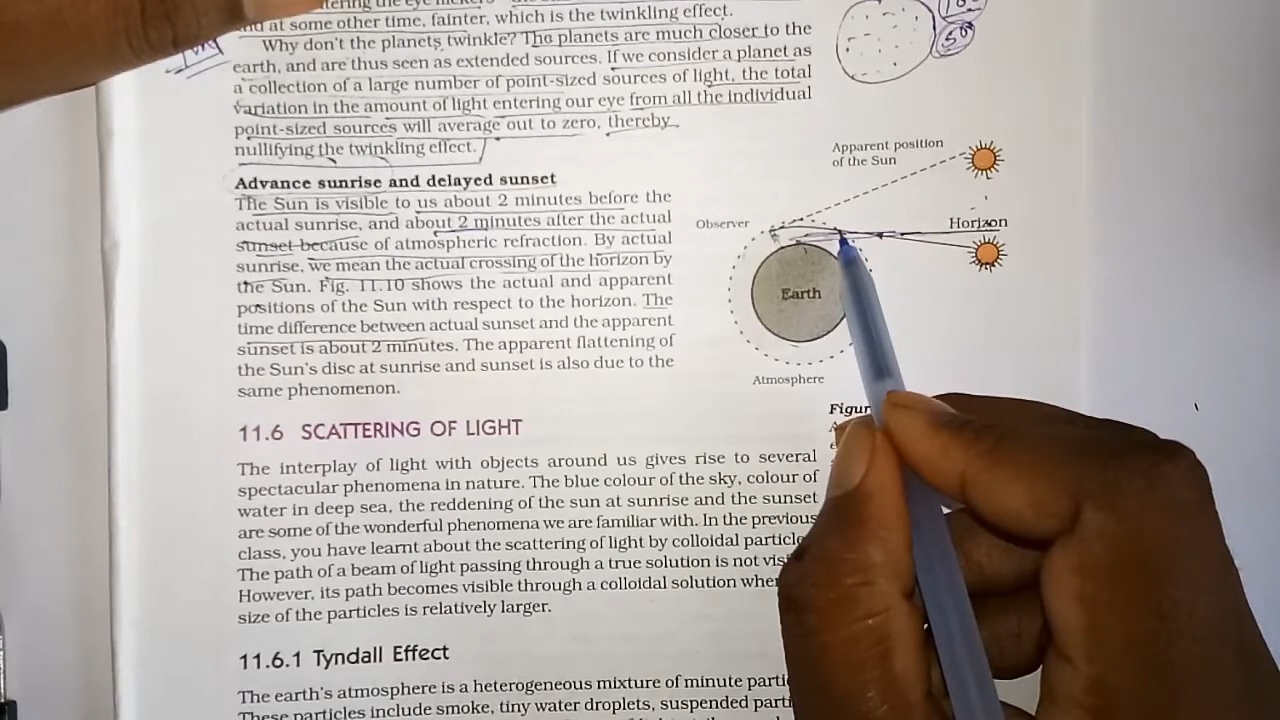 tering the eye flickers
and at some other time, fainter, which is the twinkling effect.
Why don't the planets twinkle? The planets are much closer to the
earth, and are thus seen as extended sources. If we consider a planet as
a collection of a large number of point-sized sources of light, the total
variation in the amount of light entering our eye from all the individual
point-sized sources will average out to zero, thereby
nullifying the twinkling effect.
Advance sunrise and delayed sunset
The Sun is visible to us about 2 minutes before the
actual sunrise, and about 2 minutes after the actual
sunset because of atmospheric refraction. By actual
sunrise, we mean the actual crossing of the horizon by
the Sun. Fig. 11.10 shows the actual and apparent
positions of the Sun with respect to the horizon. The
time difference between actual sunset and the apparent
sunset is about 2 minutes. The apparent flattening of
the Sun's disc at sunrise and sunset is also due to the
same phenomenon.
Apparent position
of the Sun
Observer
Horizon
Earth
Atmosphere
Figur
11.6 SCATTERING OF LIGHT
The interplay of light with objects around us gives rise to several
spectacular phenomena in nature. The blue colour of the sky, colour of
water in deep sea, the reddening of the sun at sunrise and the sunset
are some of the wonderful phenomena we are familiar with. In the previous
class, you have learnt about the scattering of light by colloidal particle
The path of a beam of light passing through a true solution is not vis
However, its path becomes visible through a colloidal solution wher
size of the particles is relatively larger.
11.6.1 Tyndall Effect
The earth's atmosphere is a heterogeneous mixture of minute parti
These particles include smoke, tiny water droplets, suspended parti